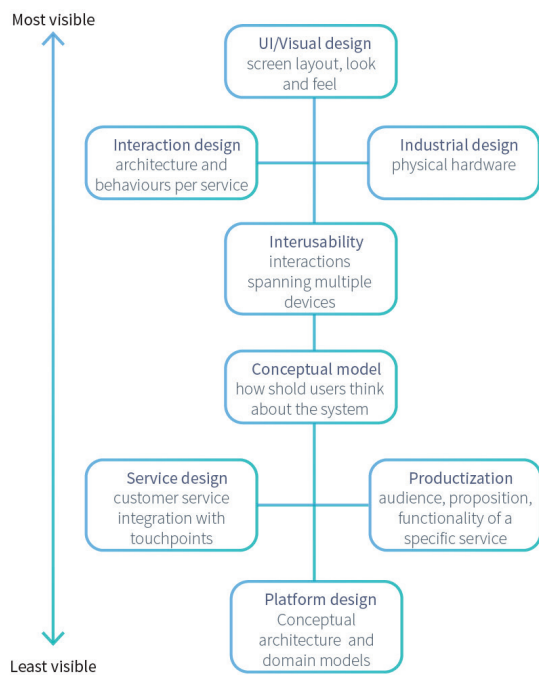 Most visible
UI/Visual design
screen layout, look
and feel
Interaction design
architecture and
behaviours per service
Industrial design
physical hardware
Interusability
interactions
spanning multiple
devices
Conceptual model
how shold users think
about the system
Service design
customer service
integration with
touchpoints
Productization
audience, proposition,
functionality of a
specific service
Platform design
Conceptual
architecture and
domain models
Least visible